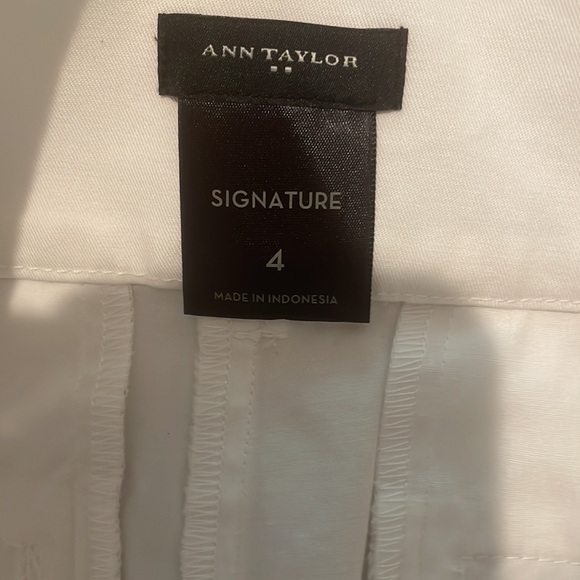 ANN TAYLOR
SIGNATURE
4
MADE IN INDONESIA